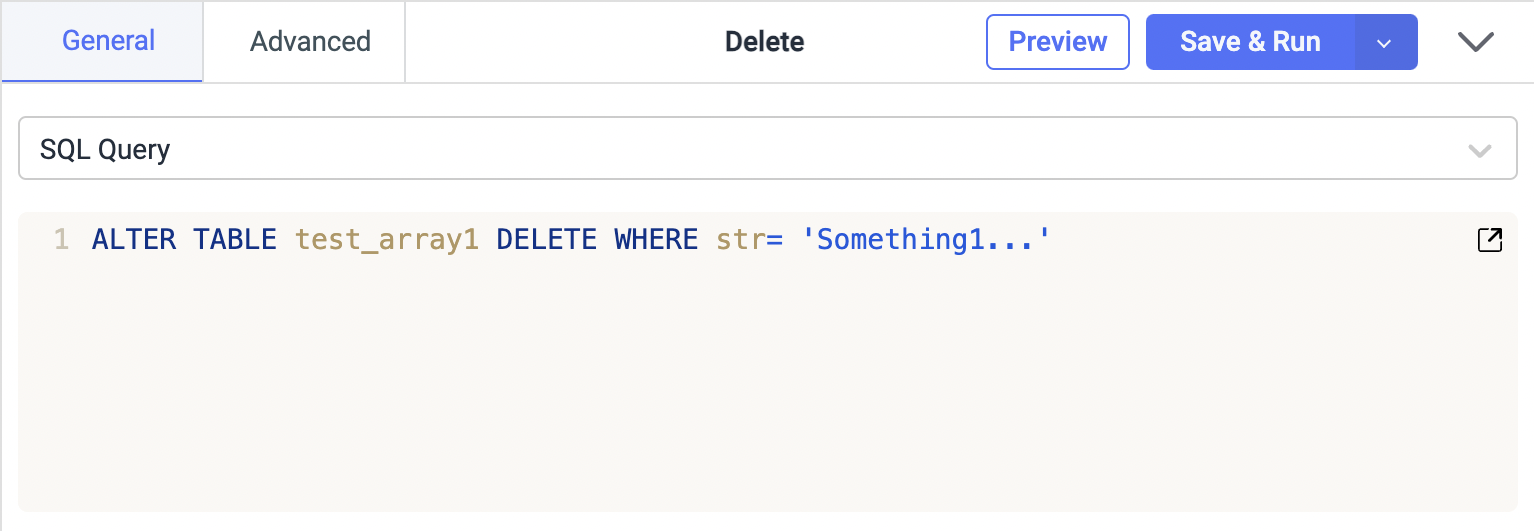 General Advanced Delete Preview Save & Run
SQL Query
1 ALTER TABLE test_array1 DELETE WHERE str= 'Something1...'